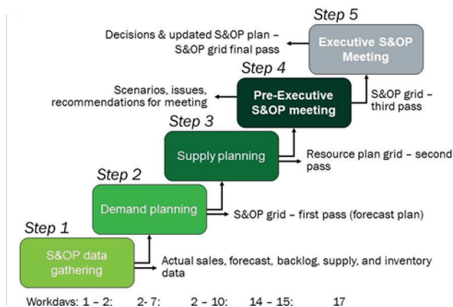 Step 5
Decisions & updated S&OP plan –
S&OP grid final pass
Executive S&OP
Meeting
Step 4
Scenarios, issues,
recommendations for meeting
Pre-Executive
S&OP meeting
S&OP grid –
third pass
Step 3
Supply planning
Resource plan grid – second
pass
Step 2
Demand planning
S&OP grid – first pass (forecast plan)
Step 1
S&OP data
gathering
Actual sales, forecast, backlog, supply, and inventory
data
Workdays: 1 – 2; 2- 7; 2 – 10; 14 – 15; 17